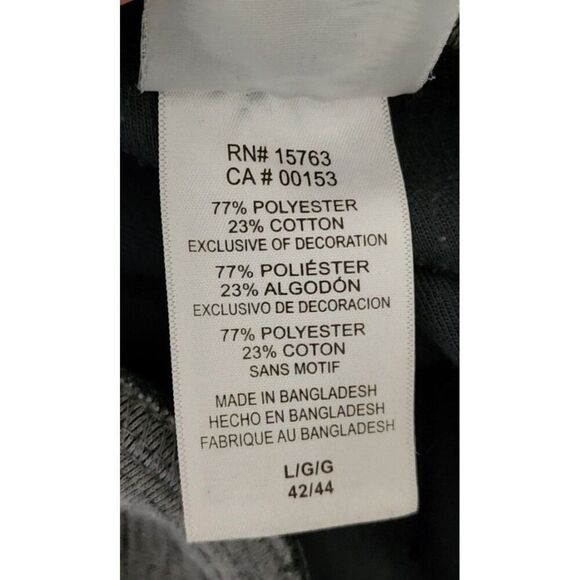 RN# 15763
CA # 00153
77% POLYESTER
23% COTTON
EXCLUSIVE OF DECORATION
77% POLIÉSTER
23% ALGODÓN
EXCLUSIVO DE DECORACION
77% POLYESTER
23% COTON
SANS MOTIF
MADE IN BANGLADESH
HECHO EN BANGLADESH
FABRIQUE AU BANGLADESH
L/G/G
42/44